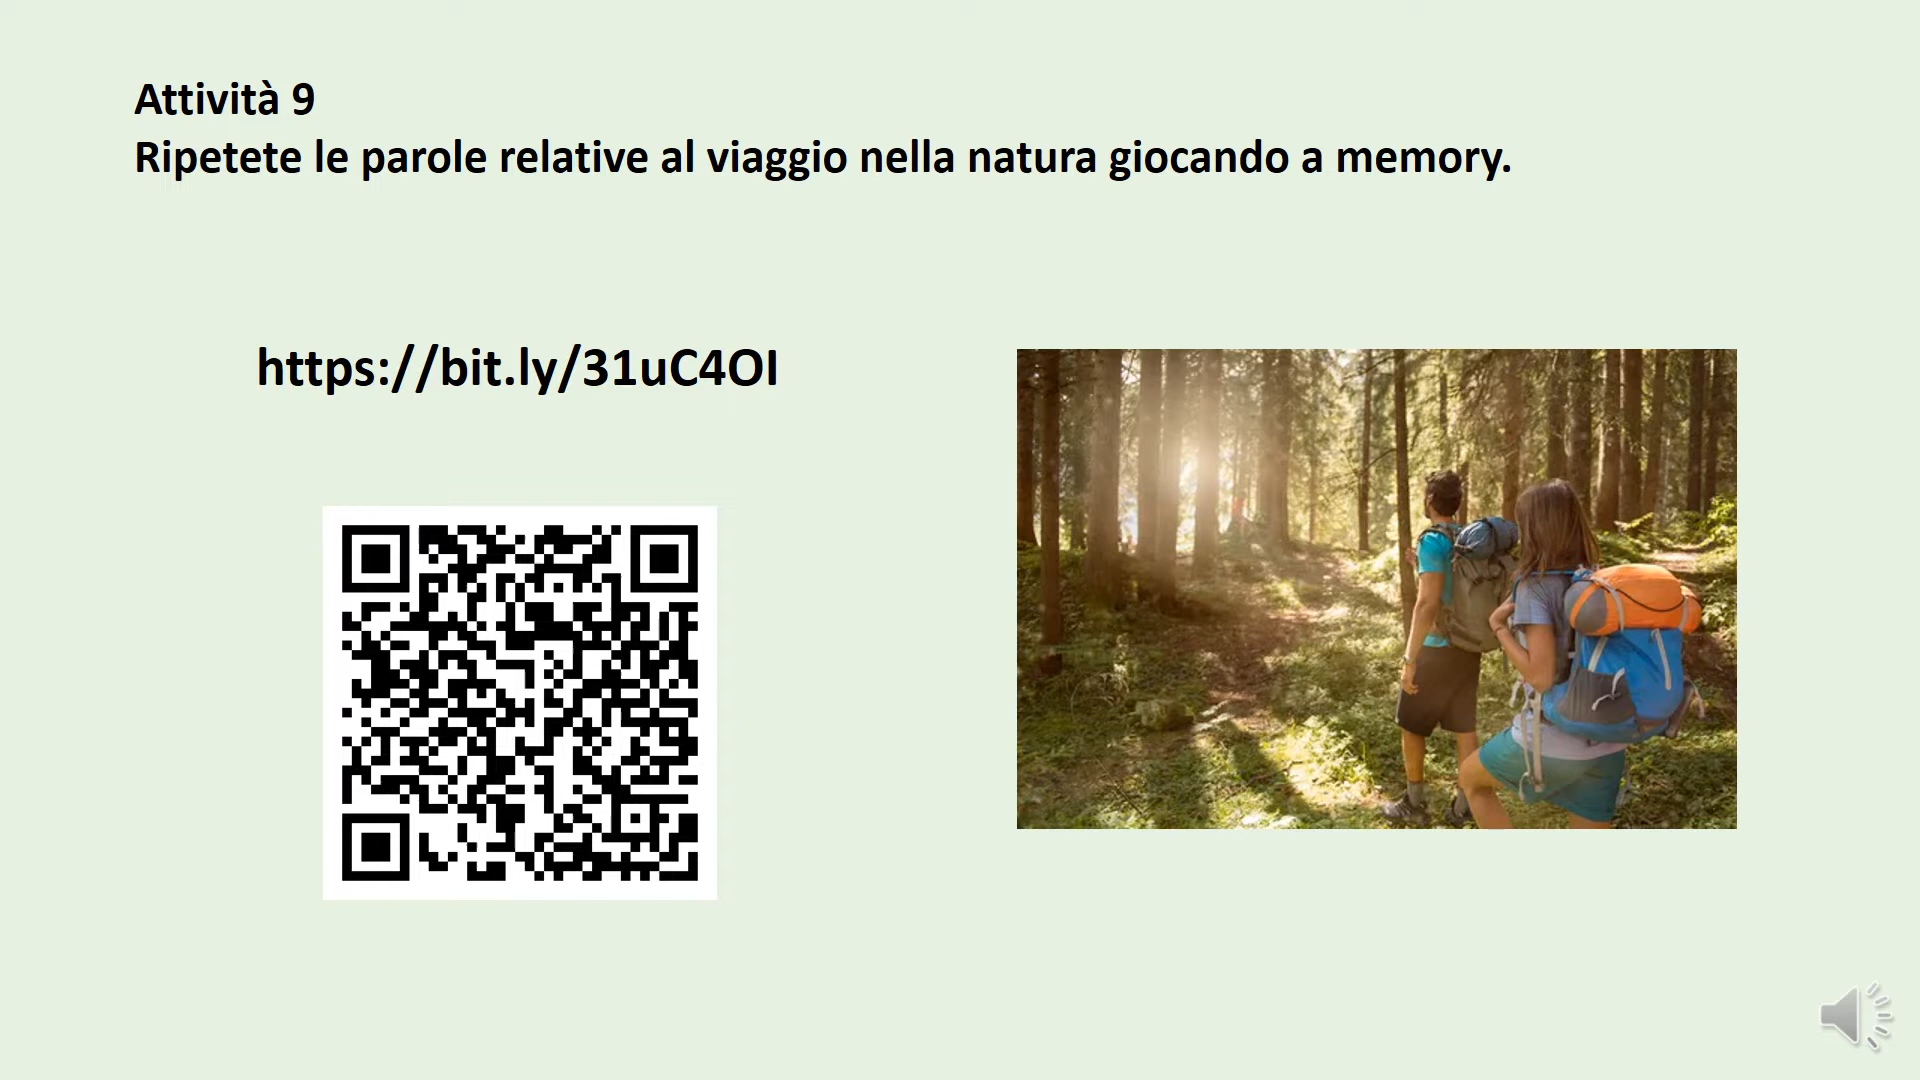 Attività 9
Ripetete le parole relative al viaggio nella natura giocando a memory.
https://bit.ly/31uC4OI